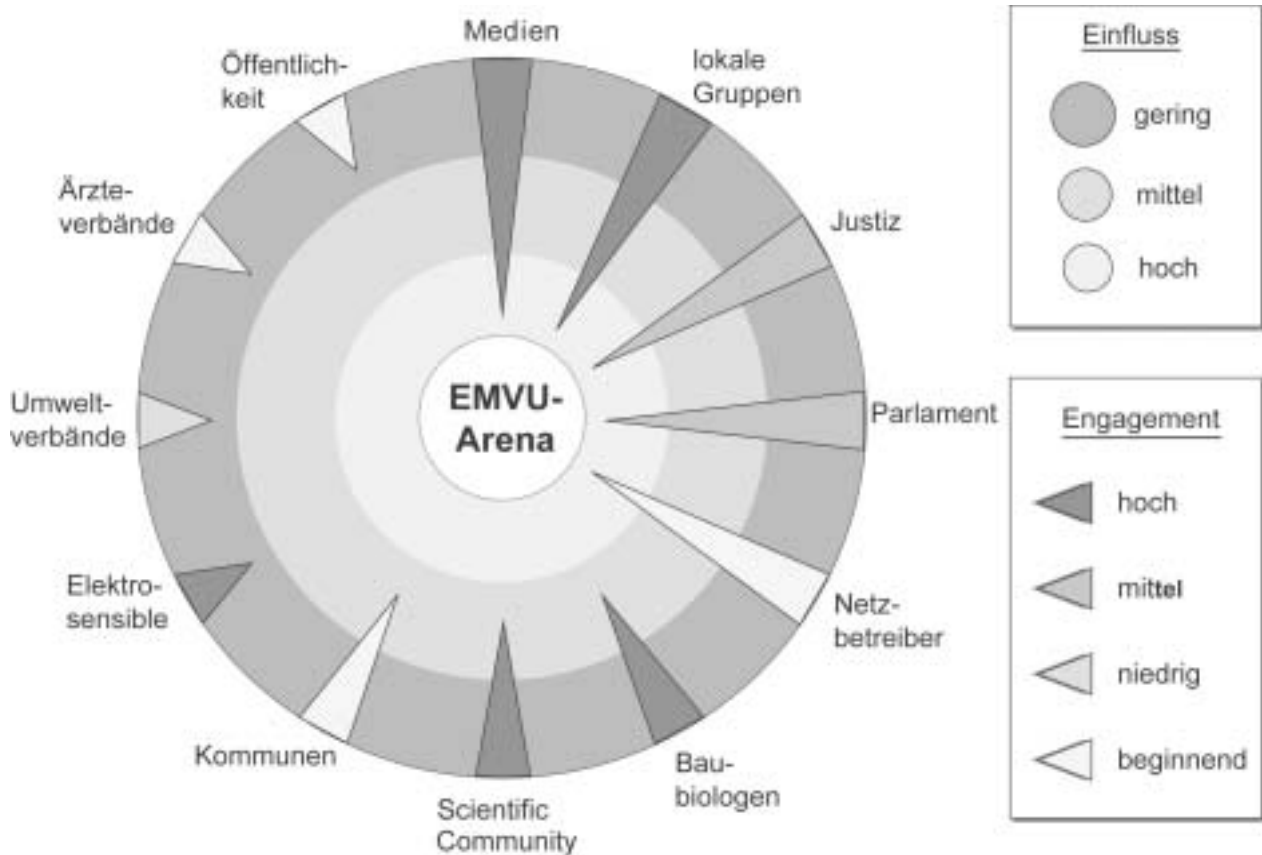 Medien
Öffentlich-
keit
lokale
Gruppen
Ärzte-
verbände
Justiz
Umwelt-
verbände
EMVU-
Arena
Parlament
Elektro-
sensible
Netz-
betreiber
Kommunen
Scientific
Community
Bau-
biologen
Einfluss
gering
mittel
hoch
Engagement
hoch
mittel
niedrig
beginnend